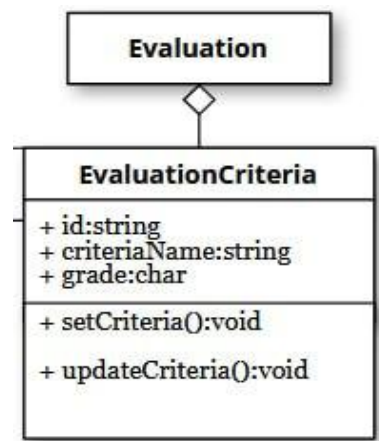 Evaluation
EvaluationCriteria
+ id:string
+ criteriaName:string
+ grade:char
+ setCriteria():void
+ updateCriteria():void